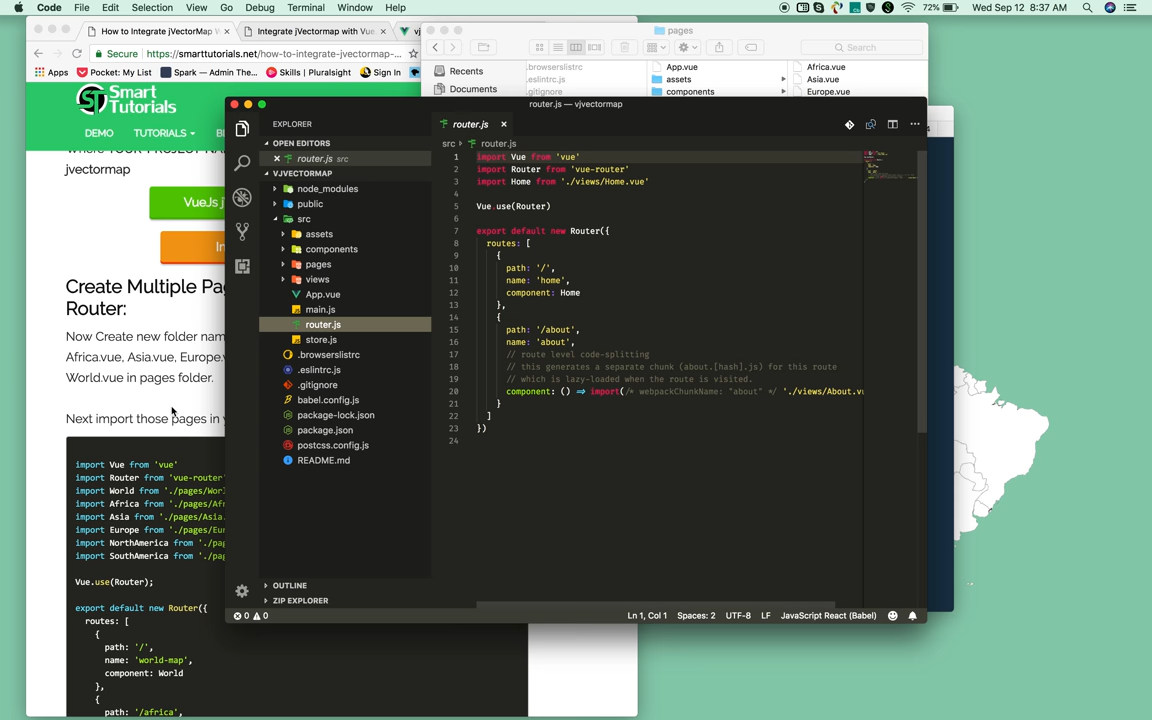 Code File Edit Selection View Go Debug Terminal Window Help
72% Wed Sep 12 8:37 AM
How to Integrate jVectorMap W
Integrate jVectormap with Vue.
pages
Secure https://smarttutorials.net/how-to-integrate-jvectormap-...
Search
Apps Pocket: My List Spark — Admin The... Skills | Pluralsight Sign In
Recents
Documents
.browserslistrc
.eslintrc.js
.gitignore
App.vue
assets
components
Africa.vue
Asia.vue
Europe.vue
Smart
Tutorials
DEMO TUTORIALS
jvectormap
VueJs j
In
Create Multiple Pa
Router:
Now Create new folder nam
Africa.vue, Asia.vue, Europe.v
World.vue in pages folder.
Next import those pages in y
import Vue from 'vue'
import Router from 'vue-router'
import World from './pages/Worl
import Africa from './pages/Afr
import Asia from './pages/Asia.
import Europe from './pages/Eur
import NorthAmerica from './pag
import SouthAmerica from './pag
Vue.use(Router);
export default new Router({
routes: [
{
path: '/',
name: 'world-map',
component: World
},
{
path: '/africa',
router.js — vjvectormap
EXPLORER
OPEN EDITORS
router.js src
VJVECTORMAP
node_modules
public
src
assets
components
pages
views
App.vue
main.js
router.js
store.js
.browserslistrc
.eslintrc.js
.gitignore
babel.config.js
package-lock.json
package.json
postcss.config.js
README.md
OUTLINE
ZIP EXPLORER
router.js
src router.js
1 import Vue from 'vue'
2 import Router from 'vue-router'
3 import Home from './views/Home.vue'
4
5 Vue.use(Router)
6
7 export default new Router({
8 routes: [
9 {
10 path: '/',
11 name: 'home',
12 component: Home
13 },
14 {
15 path: '/about',
16 name: 'about',
17 // route level code-splitting
18 // this generates a separate chunk (about.[hash].js) for this route
19 // which is lazy-loaded when the route is visited.
20 component: () => import(/* webpackChunkName: "about" */ './views/About.vu
21 }
22 ]
23 })
24
0 0
Ln 1, Col 1 Spaces: 2 UTF-8 LF JavaScript React (Babel)